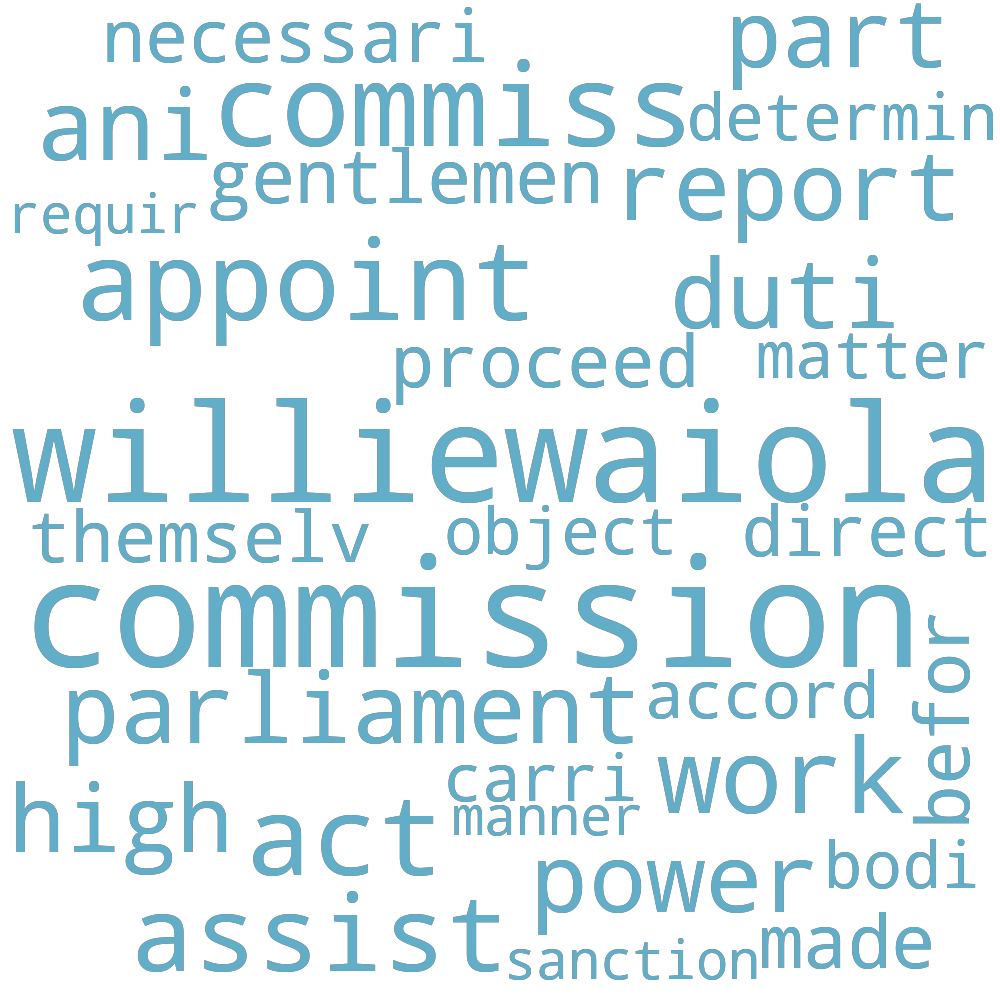 necessari
part
ani
commiss
determin
gentlemen
report
requir
appoint
duti
proceed
matter
williewaiola
themselv
object
direct
commission
befor
parliament
accord
carri
work
high
act
manner
power
bodi
assist
sanction
made